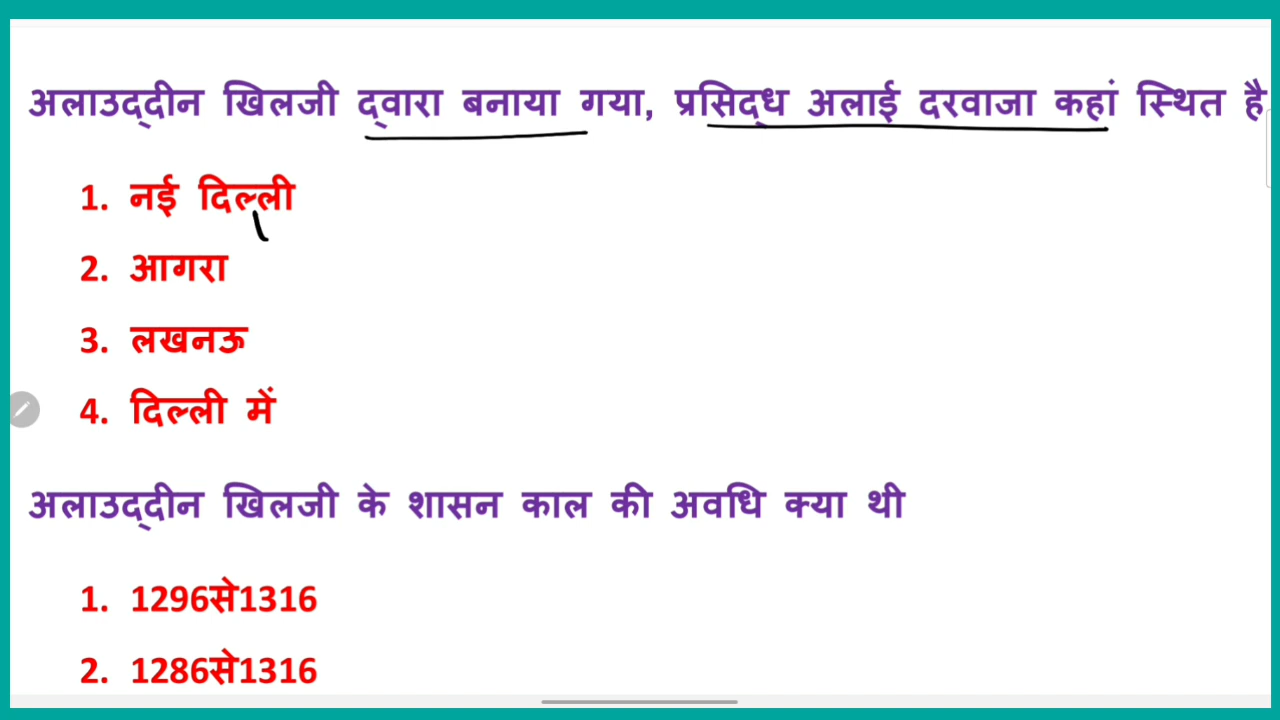 अलाउद्दीन खिलजी द्वारा बनाया गया, प्रसिद्ध अलाई दरवाजा कहां स्थित है
1. नई दिल्ली
2. आगरा
3. लखनऊ
4. दिल्ली में
अलाउद्दीन खिलजी के शासन काल की अवधि क्या थी
1. 1296से1316
2. 1286से1316